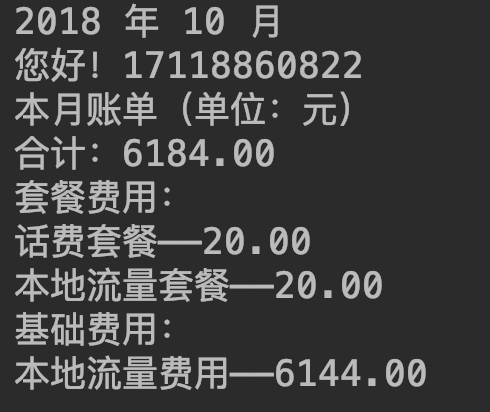 2018 年 10 月
您好！17118860822
本月账单（单位：元）
合计：6184.00
套餐费用：
话费套餐——20.00
本地流量套餐——20.00
基础费用：
本地流量费用——6144.00